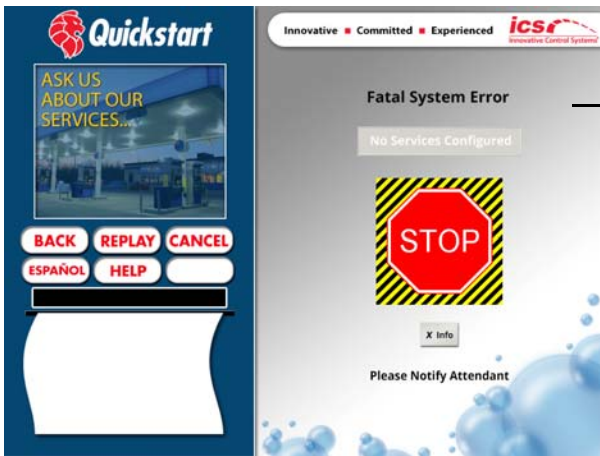 Quickstart
ASK US
ABOUT OUR
SERVICES...
BACK REPLAY CANCEL
ESPAÑOL HELP
Innovative ■ Committed ■ Experienced
ics
Innovative Control Systems
Fatal System Error
No Services Configured
STOP
X Info
Please Notify Attendant